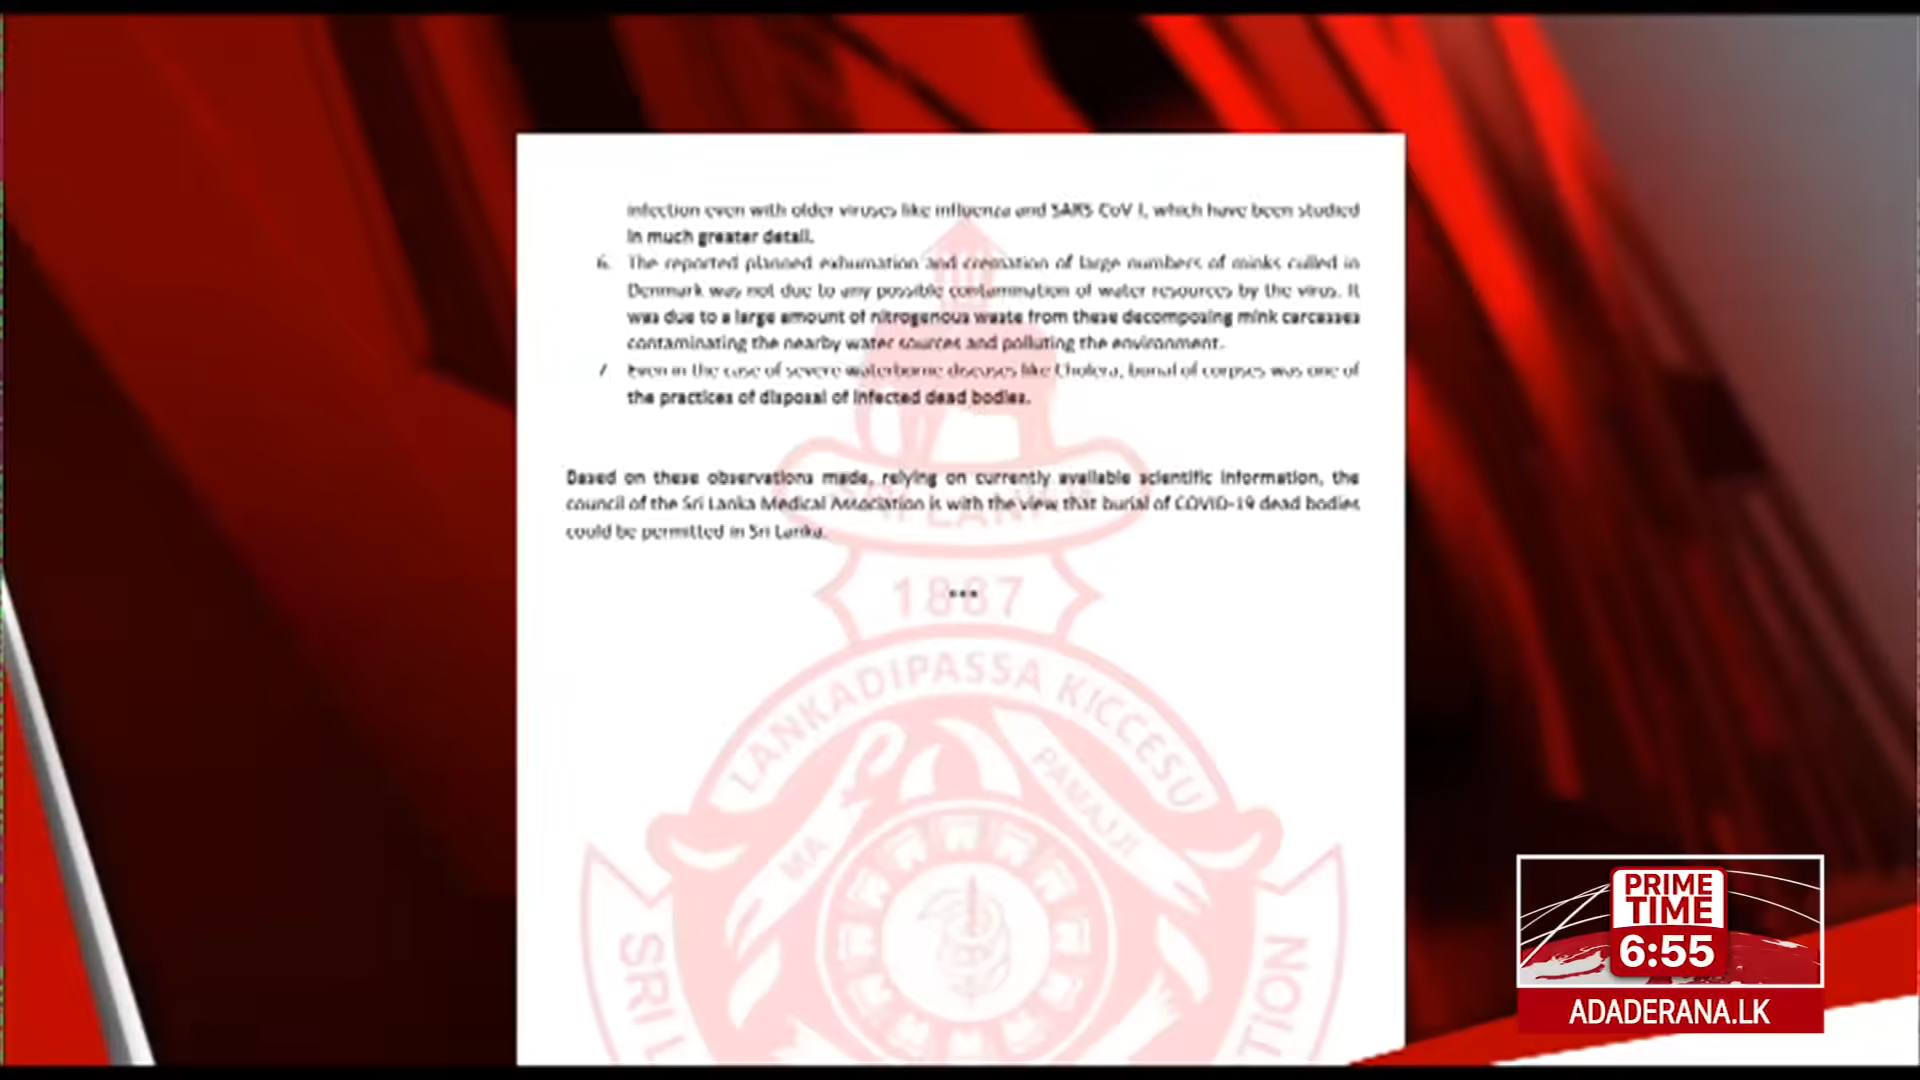 infection even with older viruses like influenza and SARS CoV I, which have been studied
in much greater detail.
6. The reported planned exhumation and cremation of large numbers of minks culled in
Denmark was not due to any possible contamination of water resources by the virus. It
was due to a large amount of nitrogenous waste from these decomposing mink carcasses
contaminating the nearby water sources and polluting the environment.
7 Even in the case of severe waterborne diseases like Cholera, burial of corpses was one of
the practices of disposal of infected dead bodies.
Based on these observations made, relying on currently available scientific information, the
council of the Sri Lanka Medical Association is with the view that burial of COVID-19 dead bodies
could be permitted in Sri Lanka.
SRI LANKA
1887
***
LANKADIPASSA KICCESU
MA PAMAJJI
SRI L
TION
PRIME
TIME
6:55
ADADERANA.LK